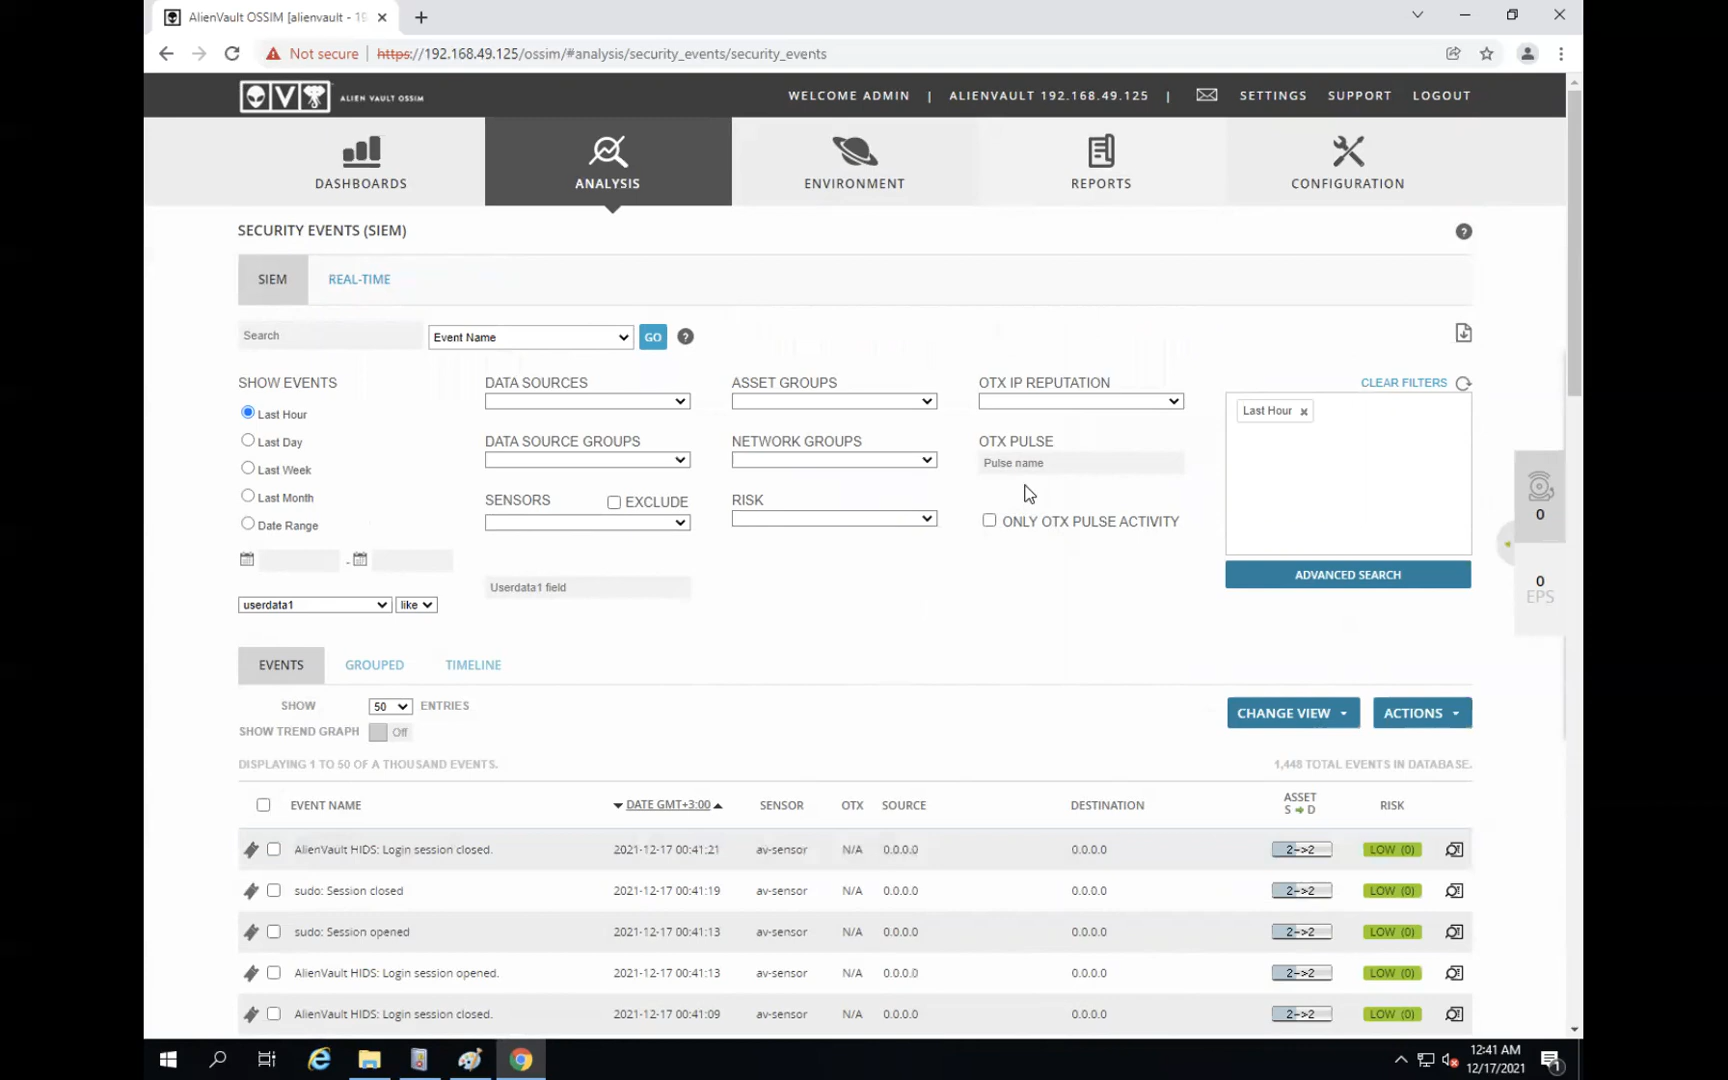 AlienVault OSSIM [alienvault - 19
Not secure | https://192.168.49.125/ossim/#analysis/security_events/security_events
ALIEN VAULT OSSIM
WELCOME ADMIN | ALIENVAULT 192.168.49.125 | SETTINGS SUPPORT LOGOUT
DASHBOARDS ANALYSIS ENVIRONMENT REPORTS CONFIGURATION
SECURITY EVENTS (SIEM)
SIEM REAL-TIME
Search Event Name GO
SHOW EVENTS DATA SOURCES ASSET GROUPS OTX IP REPUTATION CLEAR FILTERS
Last Hour Last Hour x
Last Day DATA SOURCE GROUPS NETWORK GROUPS OTX PULSE
Last Week Pulse name
Last Month SENSORS EXCLUDE RISK
Date Range ONLY OTX PULSE ACTIVITY
-
ADVANCED SEARCH
userdata1 like Userdata1 field
0
0
EPS
EVENTS GROUPED TIMELINE
SHOW 50 ENTRIES CHANGE VIEW ACTIONS
SHOW TREND GRAPH Off
DISPLAYING 1 TO 50 OF A THOUSAND EVENTS. 1,448 TOTAL EVENTS IN DATABASE.
EVENT NAME DATE GMT+3:00 SENSOR OTX SOURCE DESTINATION ASSET S D RISK
AlienVault HIDS: Login session closed. 2021-12-17 00:41:21 av-sensor N/A 0.0.0.0 0.0.0.0 2->2 LOW (0)
sudo: Session closed 2021-12-17 00:41:19 av-sensor N/A 0.0.0.0 0.0.0.0 2->2 LOW (0)
sudo: Session opened 2021-12-17 00:41:13 av-sensor N/A 0.0.0.0 0.0.0.0 2->2 LOW (0)
AlienVault HIDS: Login session opened. 2021-12-17 00:41:13 av-sensor N/A 0.0.0.0 0.0.0.0 2->2 LOW (0)
AlienVault HIDS: Login session closed. 2021-12-17 00:41:09 av-sensor N/A 0.0.0.0 0.0.0.0 2->2 LOW (0)
12:41 AM
12/17/2021
1